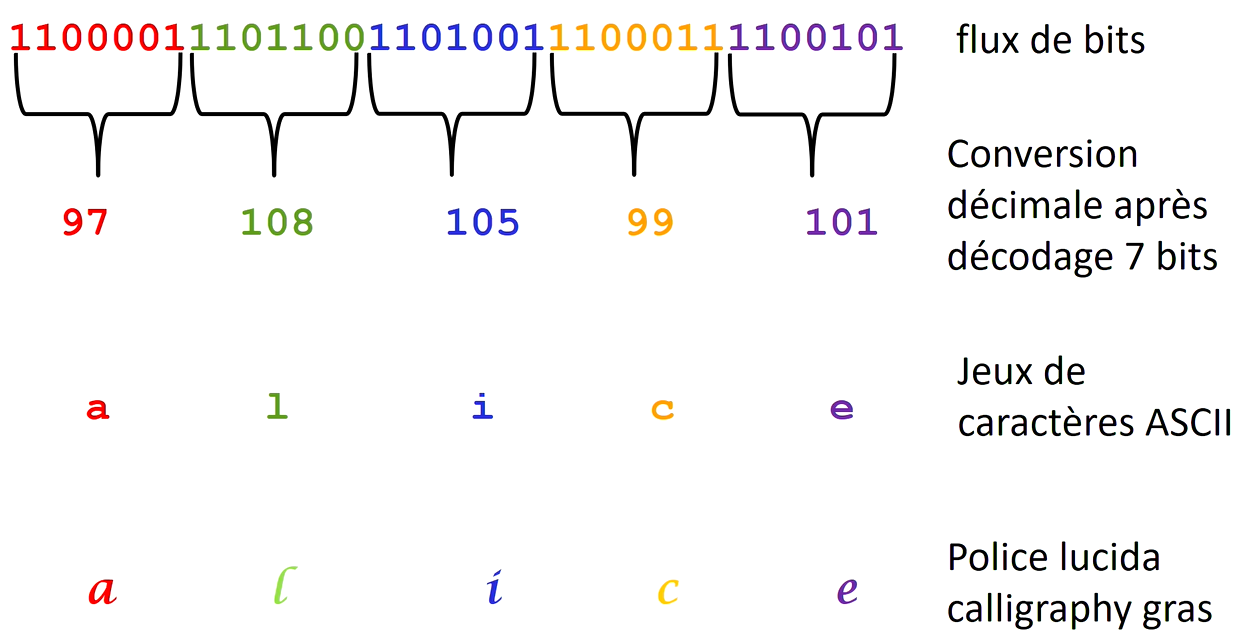 11000011101100110100111000111100101 flux de bits
Conversion
décimale après
décodage 7 bits
97 108 105 99 101
Jeux de
caractères ASCII
a l i c e
Police lucida
calligraphy gras
a l i c e